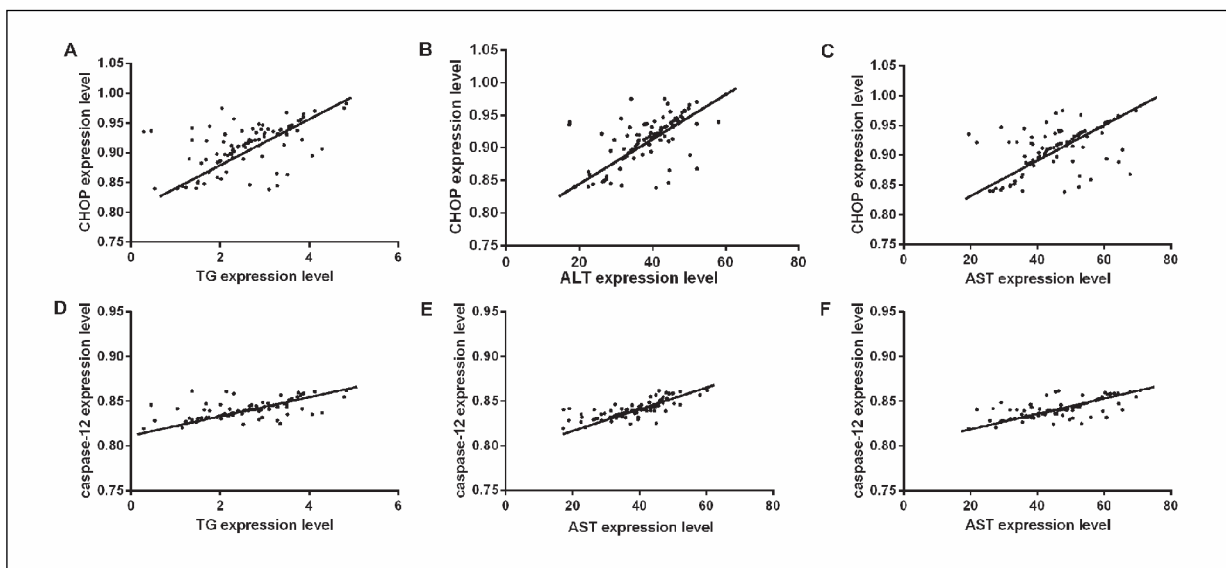 A
CHOP expression level
1.05
1.00
0.95
0.90
0.85
0.80
0.75
0 2 4 6
TG expression level
B
CHOP expression level
1.05
1.00
0.95
0.90
0.85
0.80
0.75
0 20 40 60 80
ALT expression level
C
CHOP expression level
1.05
1.00
0.95
0.90
0.85
0.80
0.75
0 20 40 60 80
AST expression level
D
caspase-12 expression level
0.95
0.90
0.85
0.80
0.75
0 2 4 6
TG expression level
E
caspase-12 expression level
0.95
0.90
0.85
0.80
0.75
0 20 40 60 80
AST expression level
F
caspase-12 expression level
0.95
0.90
0.85
0.80
0.75
0 20 40 60 80
AST expression level